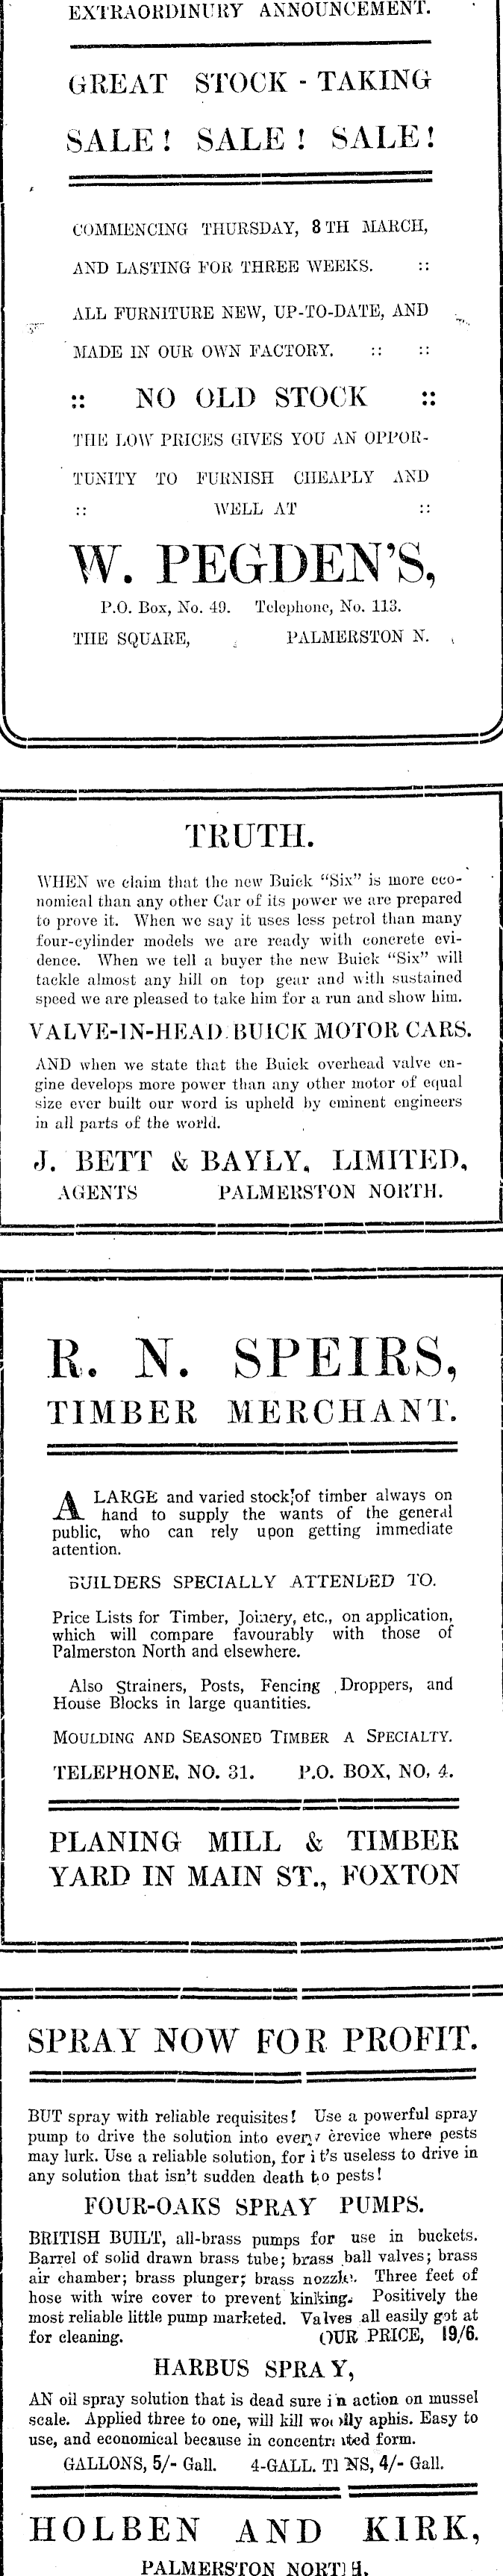 EXTRAORDINURY ANNOUNCEMENT.
GREAT STOCK - TAKING
SALE! SALE! SALE!
COMMENCING THURSDAY, 8TH MARCH,
AND LASTING FOR THREE WEEKS. ::
ALL FURNITURE NEW, UP-TO-DATE, AND
MADE IN OUR OWN FACTORY. :: ::
:: NO OLD STOCK ::
THE LOW PRICES GIVES YOU AN OPPOR-
TUNITY TO FURNISH CHEAPLY AND
:: WELL AT ::
W. PEGDEN'S,
P.O. Box, No. 49. Telephone, No. 113.
THE SQUARE, PALMERSTON N.
TRUTH.
WHEN we claim that the new Buick "Six" is more eco-
nomical than any other Car of its power we are prepared
to prove it. When we say it uses less petrol than many
four-cylinder models we are ready with concrete evi-
dence. When we tell a buyer the new Buick "Six" will
tackle almost any hill on top gear and with sustained
speed we are pleased to take him for a run and show him.
VALVE-IN-HEAD BUICK MOTOR CARS.
AND when we state that the Buick overhead valve en-
gine develops more power than any other motor of equal
size ever built our word is upheld by eminent engineers
in all parts of the world.
J. BETT & BAYLY, LIMITED,
AGENTS PALMERSTON NORTH.
R. N. SPEIRS,
TIMBER MERCHANT.
A LARGE and varied stock of timber always on
hand to supply the wants of the general
public, who can rely upon getting immediate
attention.
BUILDERS SPECIALLY ATTENDED TO.
Price Lists for Timber, Joinery, etc., on application,
which will compare favourably with those of
Palmerston North and elsewhere.
Also Strainers, Posts, Fencing Droppers, and
House Blocks in large quantities.
MOULDING AND SEASONED TIMBER A SPECIALTY.
TELEPHONE, NO. 31. P.O. BOX, NO, 4.
PLANING MILL & TIMBER
YARD IN MAIN ST., FOXTON
SPRAY NOW FOR PROFIT.
BUT spray with reliable requisites! Use a powerful spray
pump to drive the solution into every crevice where pests
may lurk. Use a reliable solution, for it's useless to drive in
any solution that isn't sudden death to pests!
FOUR-OAKS SPRAY PUMPS.
BRITISH BUILT, all-brass pumps for use in buckets.
Barrel of solid drawn brass tube; brass ball valves; brass
air chamber; brass plunger; brass nozzle. Three feet of
hose with wire cover to prevent kinking. Positively the
most reliable little pump marketed. Valves all easily got at
for cleaning. OUR PRICE, 19/6.
HARBUS SPRAY,
AN oil spray solution that is dead sure in action on mussel
scale. Applied three to one, will kill woolly aphis. Easy to
use, and economical because in concentrated form.
GALLONS, 5/- Gall. 4-GALL. TINS, 4/- Gall.
HOLBEN AND KIRK,
PALMERSTON NORTH.